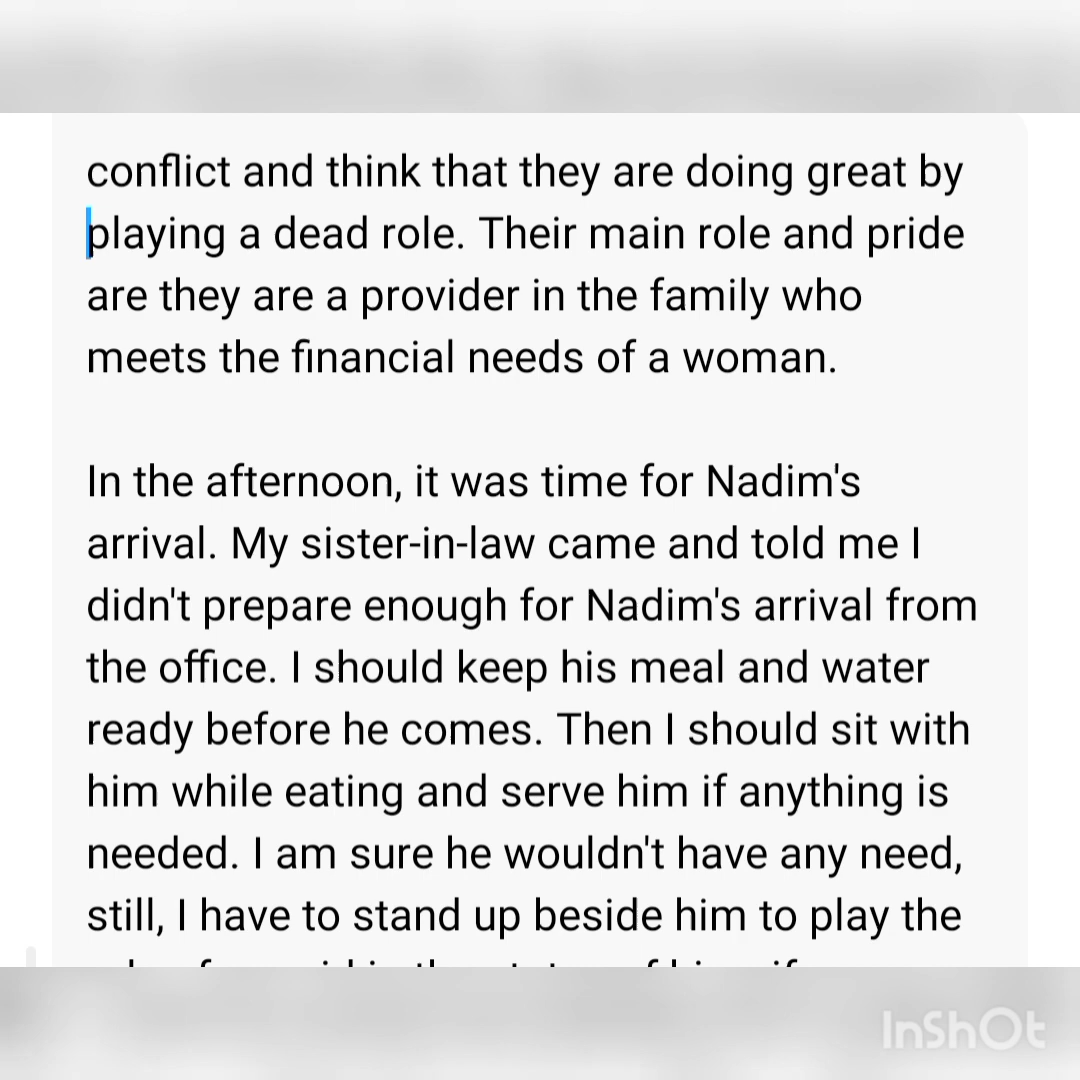 conflict and think that they are doing great by
playing a dead role. Their main role and pride
are they are a provider in the family who
meets the financial needs of a woman.
In the afternoon, it was time for Nadim's
arrival. My sister-in-law came and told me I
didn't prepare enough for Nadim's arrival from
the office. I should keep his meal and water
ready before he comes. Then I should sit with
him while eating and serve him if anything is
needed. I am sure he wouldn't have any need,
still, I have to stand up beside him to play the
InShOt